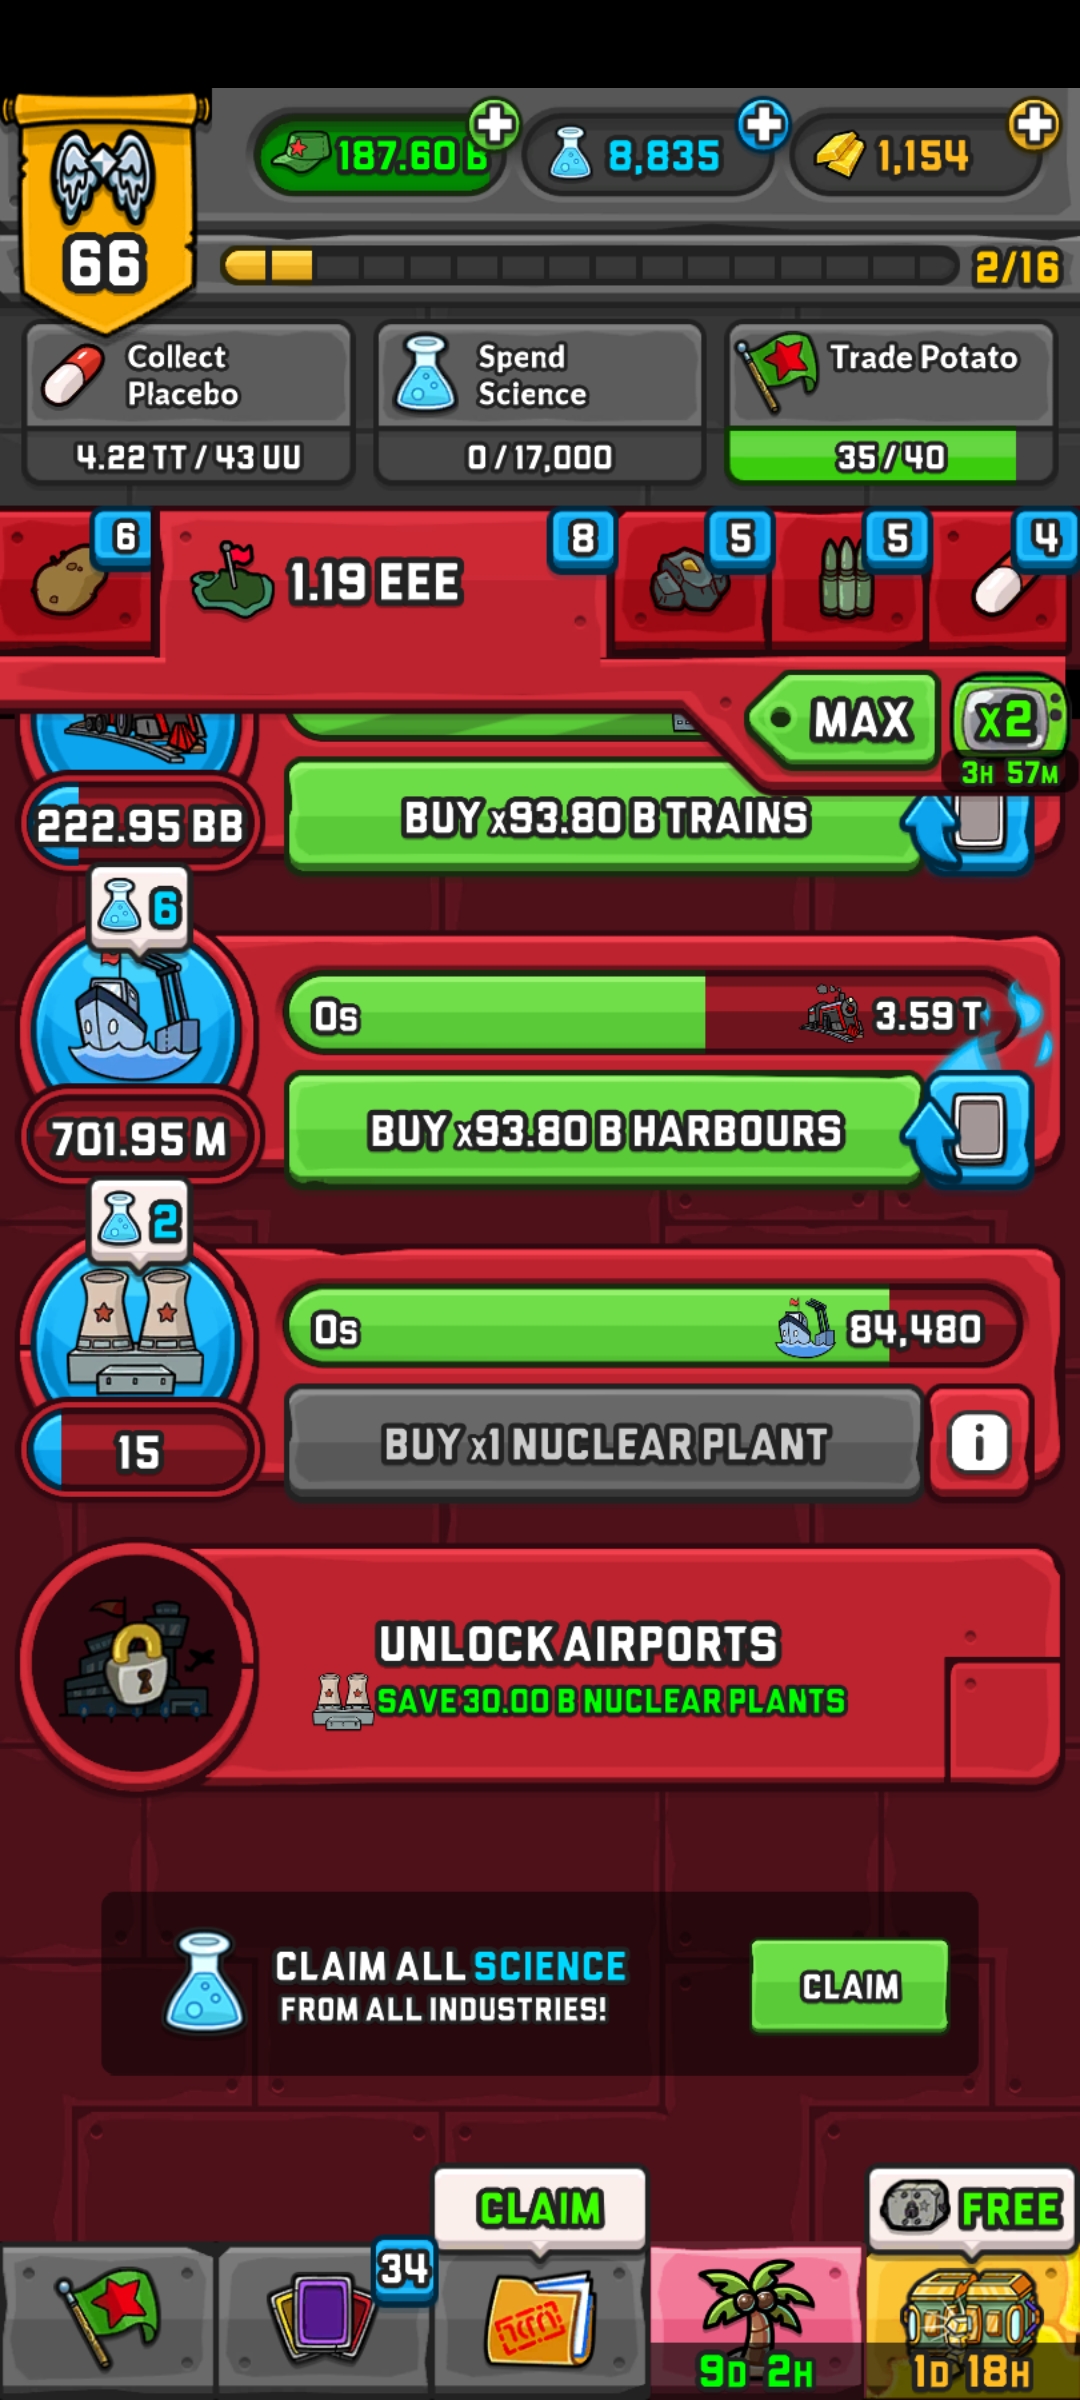 187.60 B
8,835
1,154
66
2/16
Collect
Placebo
Spend
Science
Trade Potato
4.22 TT / 43 UU
0 / 17,000
35 / 40
6
1.19 EEE
8
5
5
4
MAX
x2
3H 57M
222.95 BB
BUY x93.80 B TRAINS
6
0s
3.59 T
701.95 M
BUY x93.80 B HARBOURS
2
0s
84,480
15
BUY x1 NUCLEAR PLANT
i
UNLOCK AIRPORTS
SAVE 30.00 B NUCLEAR PLANTS
CLAIM ALL SCIENCE
FROM ALL INDUSTRIES!
CLAIM
CLAIM
FREE
34
9D 2H
1D 18H